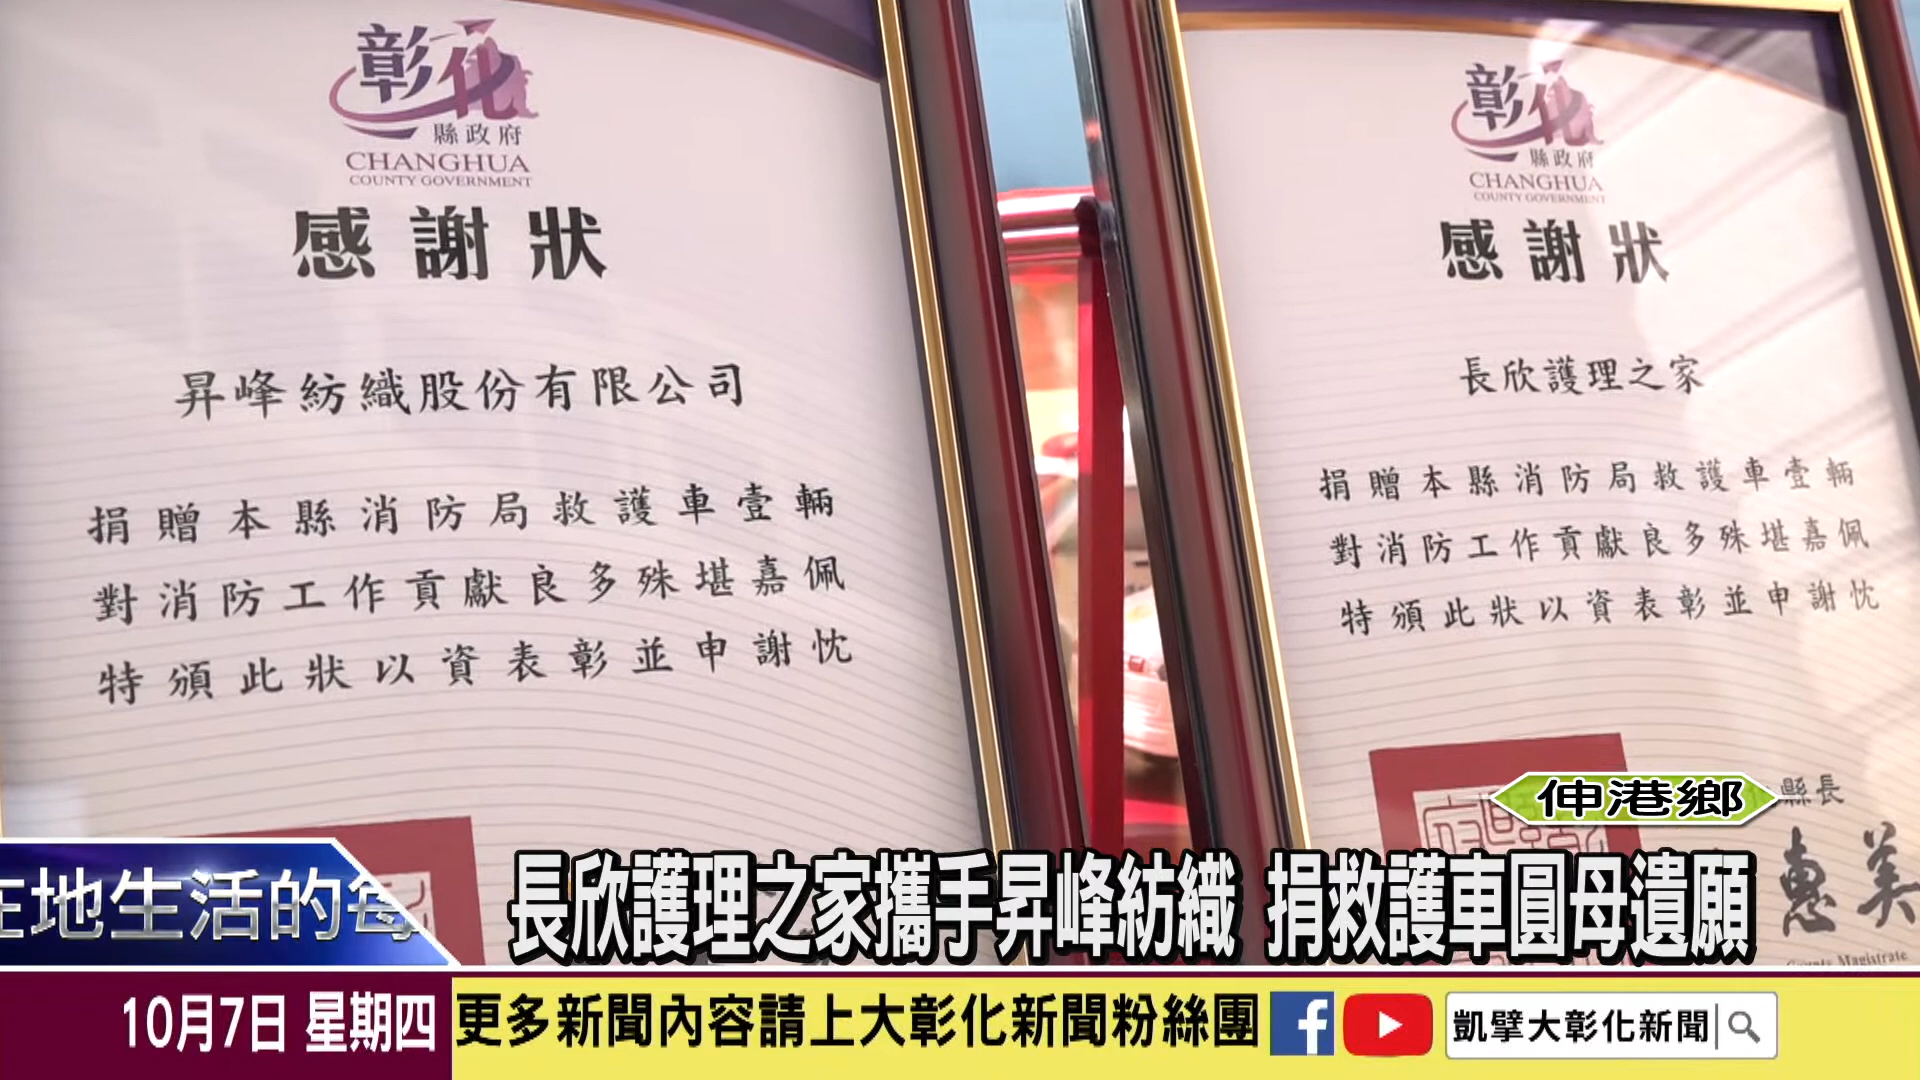 彰化
縣政府
CHANGHUA
COUNTY GOVERNMENT
感謝狀
昇峰紡織股份有限公司
捐贈本縣消防局救護車壹輛
對消防工作貢獻良多殊堪嘉佩
特頒此狀以資表彰並申謝忱
彰化
縣政府
CHANGHUA
COUNTY GOVERNMENT
感謝狀
長欣護理之家
捐贈本縣消防局救護車壹輛
對消防工作貢獻良多殊堪嘉佩
特頒此狀以資表彰並申謝忱
縣長
惠美
County Magistrate
伸港鄉
在地生活的每
長欣護理之家攜手昇峰紡織 捐救護車圓母遺願
10月7日 星期四
更多新聞內容請上大彰化新聞粉絲團
凱擘大彰化新聞